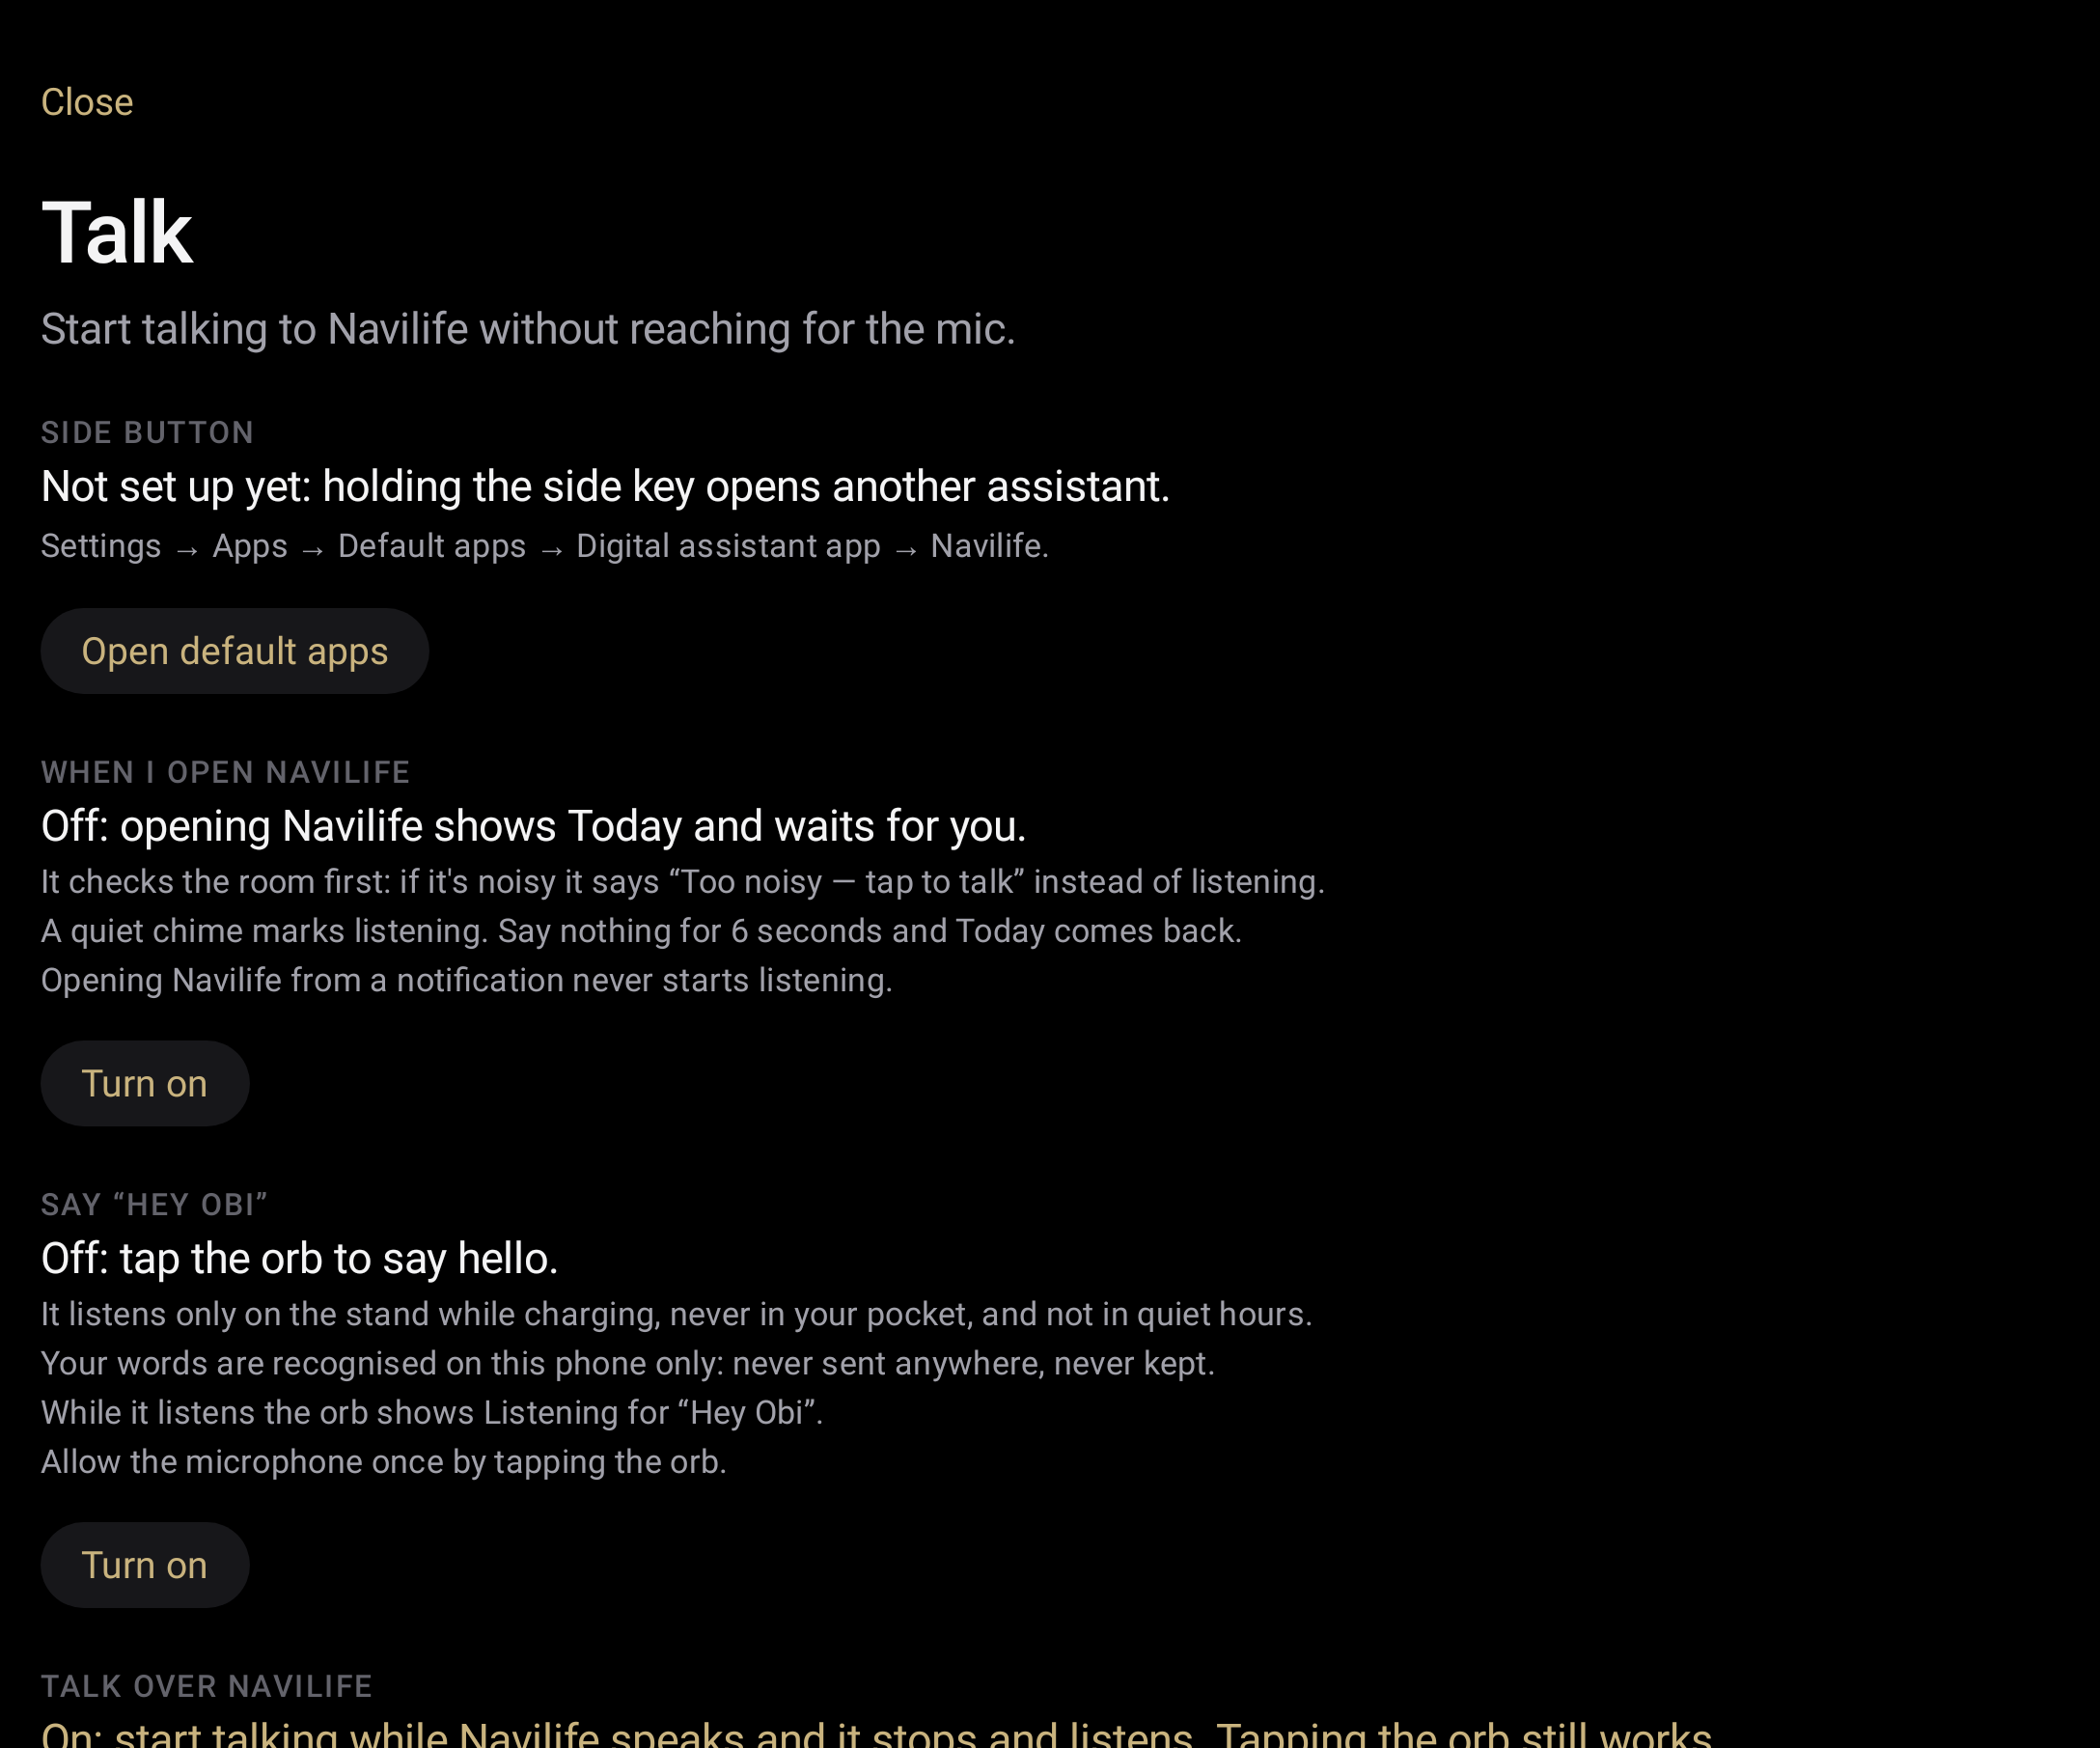 Close
Talk
Start talking to Navilife without reaching for the mic.
SIDE BUTTON
Not set up yet: holding the side key opens another assistant.
Settings → Apps → Default apps → Digital assistant app → Navilife.
Open default apps
WHEN I OPEN NAVILIFE
Off: opening Navilife shows Today and waits for you.
It checks the room first: if it's noisy it says “Too noisy — tap to talk” instead of listening.
A quiet chime marks listening. Say nothing for 6 seconds and Today comes back.
Opening Navilife from a notification never starts listening.
Turn on
SAY “HEY OBI”
Off: tap the orb to say hello.
It listens only on the stand while charging, never in your pocket, and not in quiet hours.
Your words are recognised on this phone only: never sent anywhere, never kept.
While it listens the orb shows Listening for “Hey Obi”.
Allow the microphone once by tapping the orb.
Turn on
TALK OVER NAVILIFE
On: start talking while Navilife speaks and it stops and listens. Tapping the orb still works.